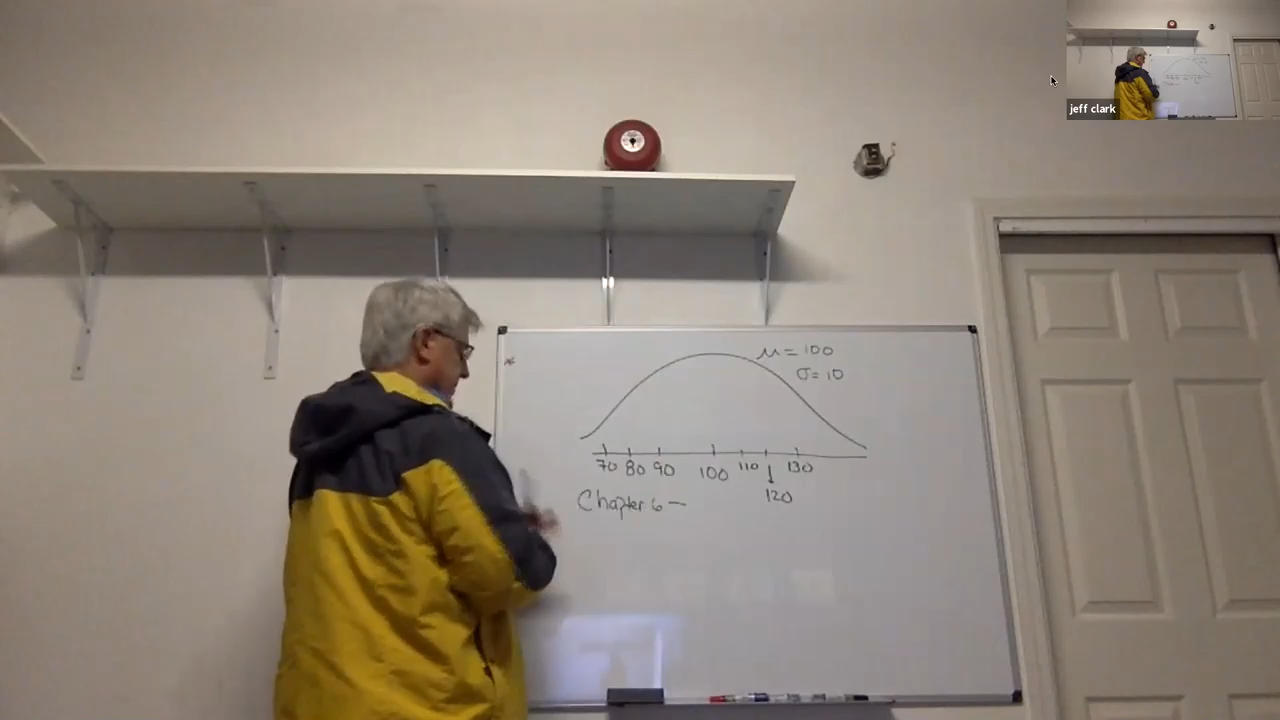 jeff clark
μ = 100
σ = 10
70 80 90 100 110 130
120
Chapter 6 —